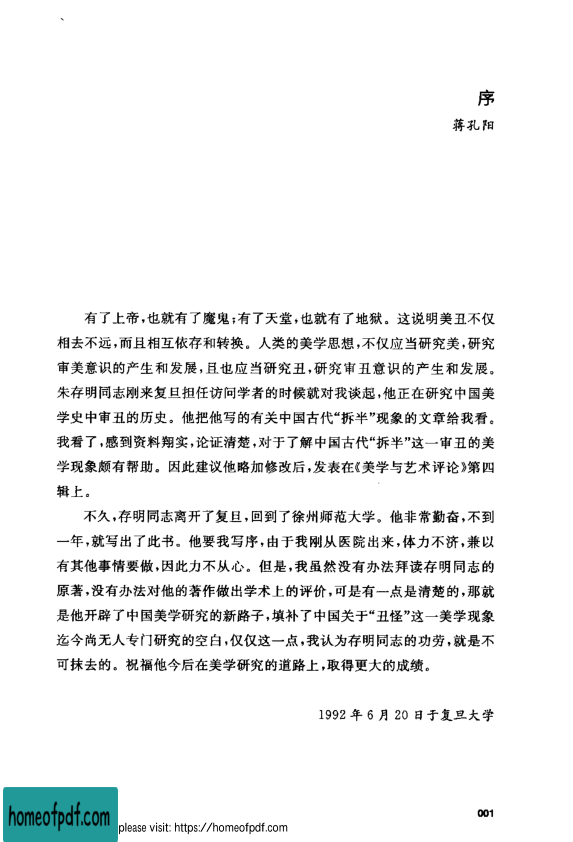 序
蒋孔阳
有了上帝,也就有了魔鬼;有了天堂,也就有了地狱。这说明美丑不仅
相去不远,而且相互依存和转换。人类的美学思想,不仅应当研究美,研究
审美意识的产生和发展,且也应当研究丑,研究审丑意识的产生和发展。
朱存明同志刚来复旦担任访问学者的时候就对我谈起,他正在研究中国美
学史中审丑的历史。他把他写的有关中国古代“拆半”现象的文章给我看。
我看了,感到资料翔实,论证清楚,对于了解中国古代“拆半”这一审丑的美
学现象颇有帮助。因此建议他略加修改后,发表在《美学与艺术评论》第四
辑上。
不久,存明同志离开了复旦,回到了徐州师范大学。他非常勤奋,不到
一年,就写出了此书。他要我写序,由于我刚从医院出来,体力不济,兼以
有其他事情要做,因此力不从心。但是,我虽然没有办法拜读存明同志的
原著,没有办法对他的著作做出学术上的评价,可是有一点是清楚的,那就
是他开辟了中国美学研究的新路子,填补了中国关于“丑怪”这一美学现象
迄今尚无人专门研究的空白,仅仅这一点,我认为存明同志的功劳,就是不
可抹去的。祝福他今后在美学研究的道路上,取得更大的成绩。
1992 年 6 月 20 日于复旦大学
001
homeofpdf.com
please visit: https://homeofpdf.com